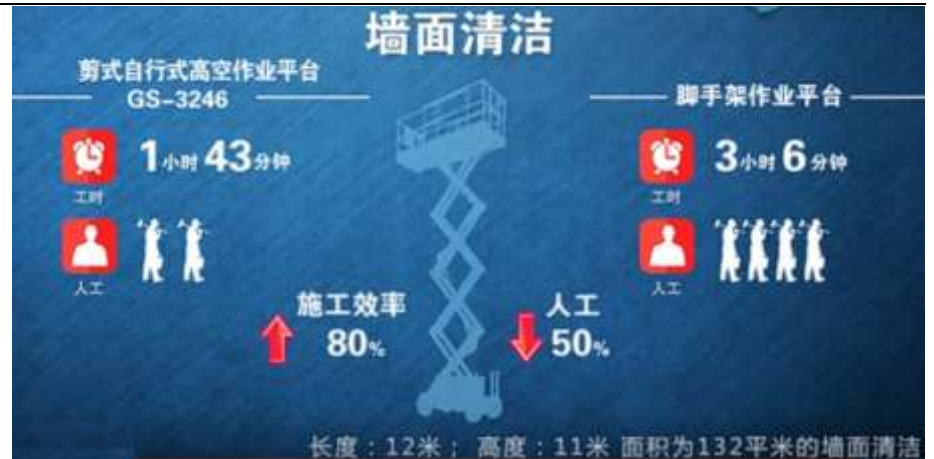 墙面清洁
剪式自行式高空作业平台
GS-3246
1小时43分钟
工时
人工
脚手架作业平台
3小时6分钟
工时
人工
施工效率
80%
人工
50%
长度：12米； 高度：11米 面积为132平米的墙面清洁